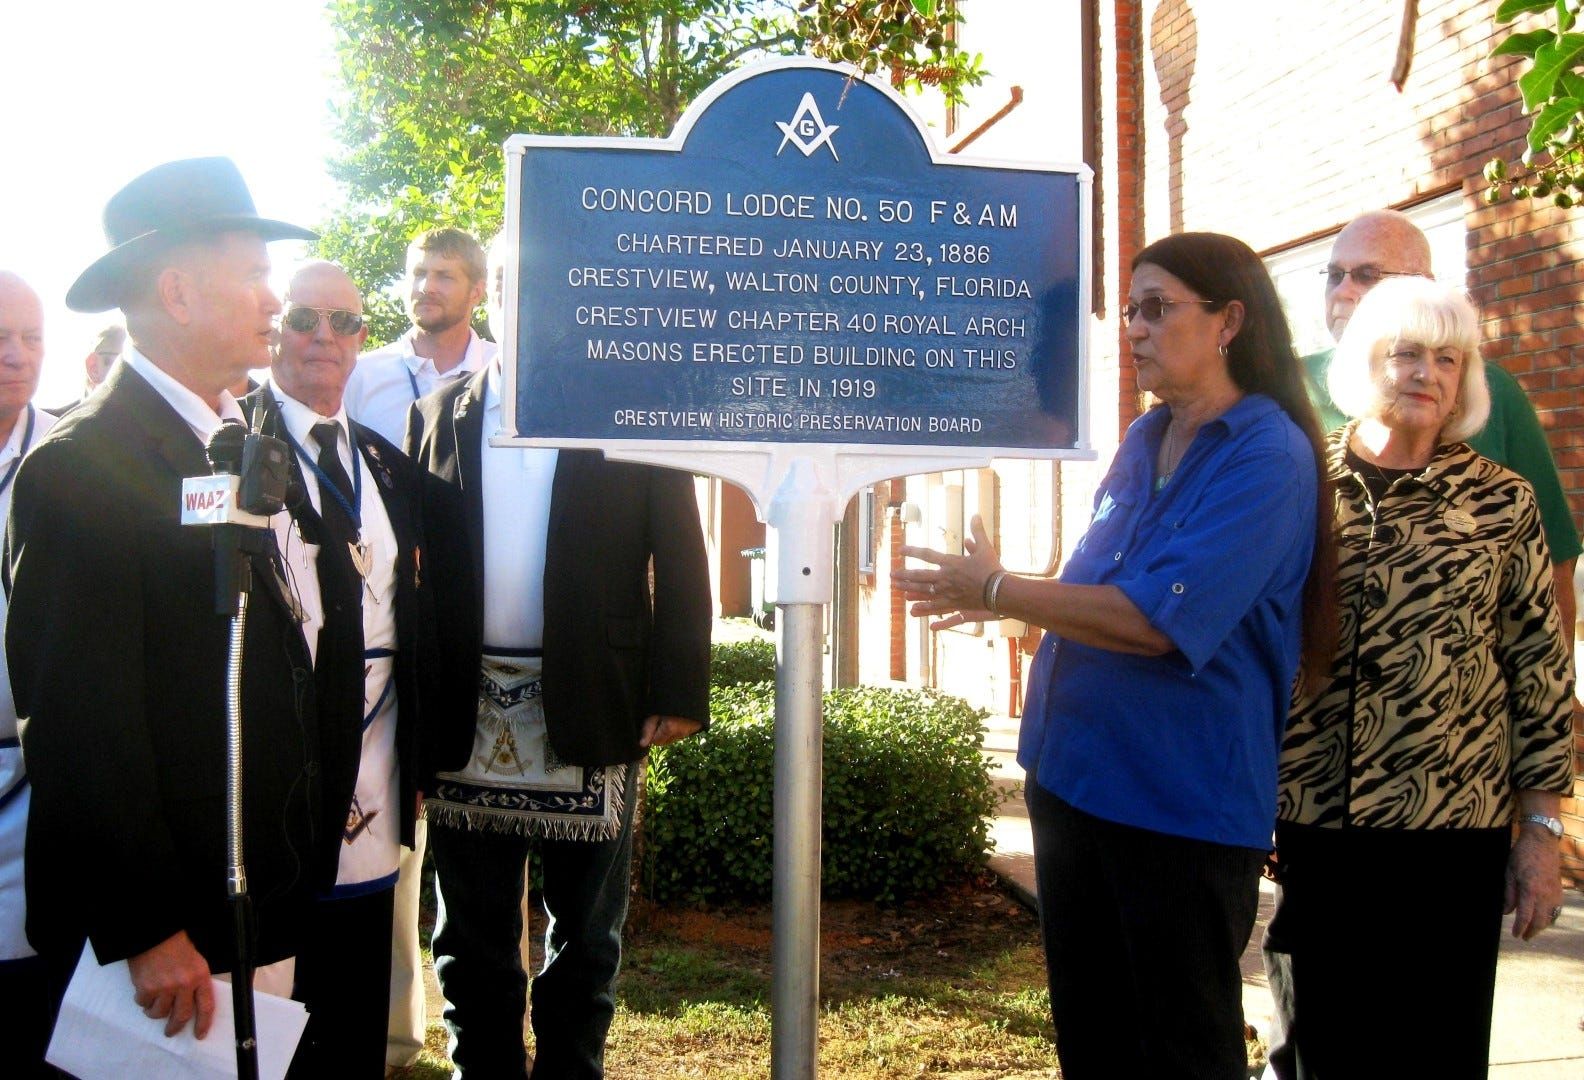 G
CONCORD LODGE NO. 50 F & A M
CHARTERED JANUARY 23, 1886
CRESTVIEW, WALTON COUNTY, FLORIDA
CRESTVIEW CHAPTER 40 ROYAL ARCH
MASONS ERECTED BUILDING ON THIS
SITE IN 1919
CRESTVIEW HISTORIC PRESERVATION BOARD
WAAZ